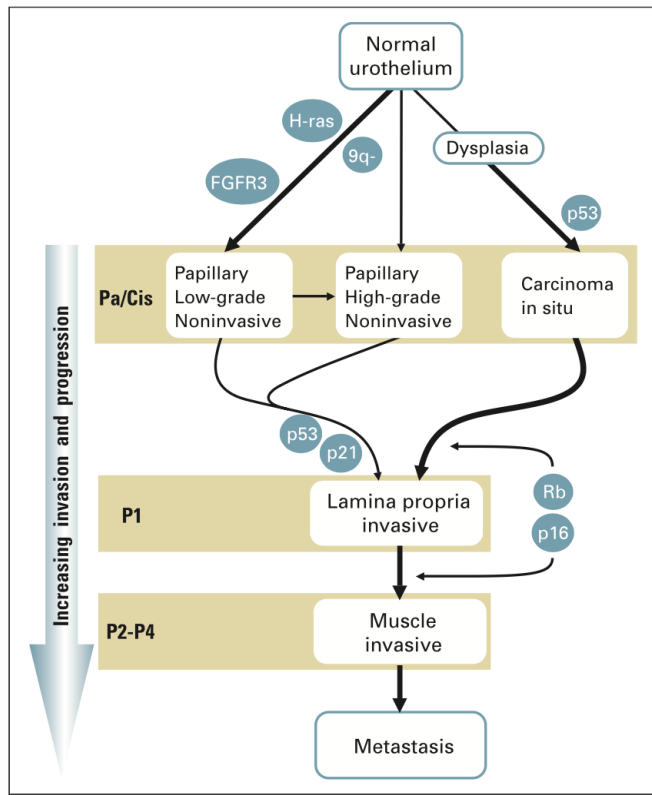 Normal
urothelium
H-ras
9q-
FGFR3
Dysplasia
p53
Increasing invasion and progression
Pa/Cis
Papillary
Low-grade
Noninvasive
Papillary
High-grade
Noninvasive
Carcinoma
in situ
p53
p21
Rb
p16
P1
Lamina propria
invasive
P2-P4
Muscle
invasive
Metastasis